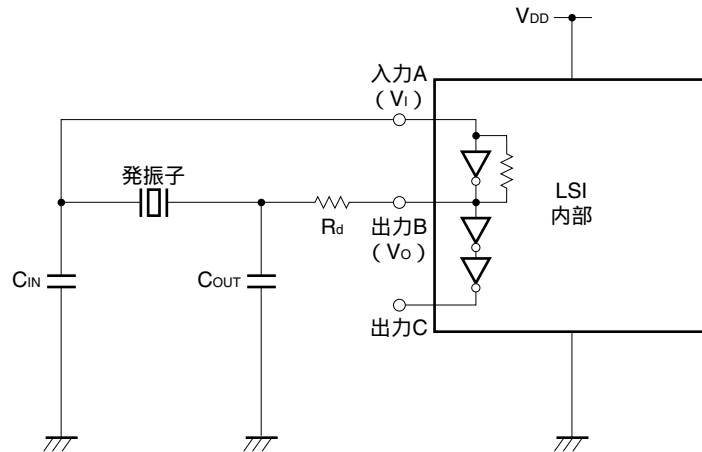 VDD
入力A
（VI）
発振子
LSI
内部
Rd
出力B
（VO）
CIN
COUT
出力C